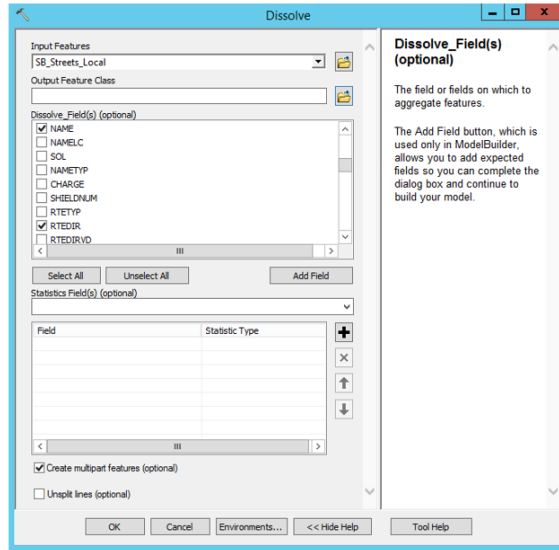 Dissolve
Input Features
SB_Streets_Local
Output Feature Class
Dissolve_Field(s) (optional)
NAME
NAMELC
SOL
NAMETYP
CHARGE
SHIELDNUM
RTETYP
RTEDIR
RTEDIRVD
Select All
Unselect All
Add Field
Statistics Field(s) (optional)
Field
Statistic Type
Create multipart features (optional)
Unsplit lines (optional)
OK
Cancel
Environments...
<< Hide Help
Tool Help
Dissolve_Field(s)
(optional)
The field or fields on which to
aggregate features.
The Add Field button, which is
used only in ModelBuilder,
allows you to add expected
fields so you can complete the
dialog box and continue to
build your model.